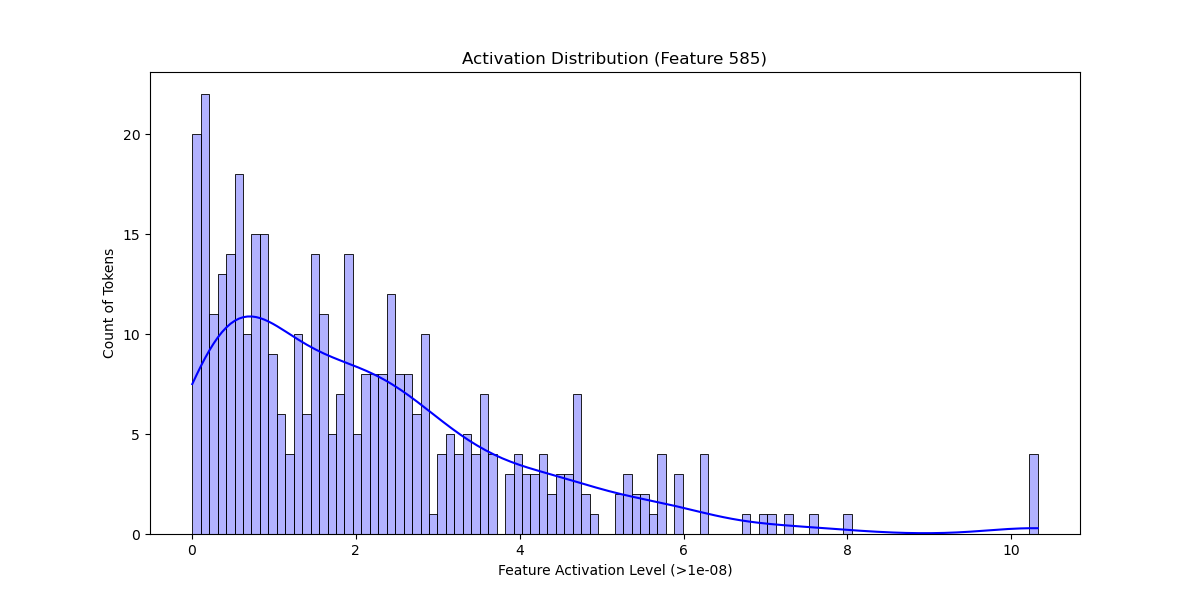 Activation Distribution (Feature 585)
20
15
10
5
0
Count of Tokens
0 2 4 6 8 10
Feature Activation Level (>1e-08)